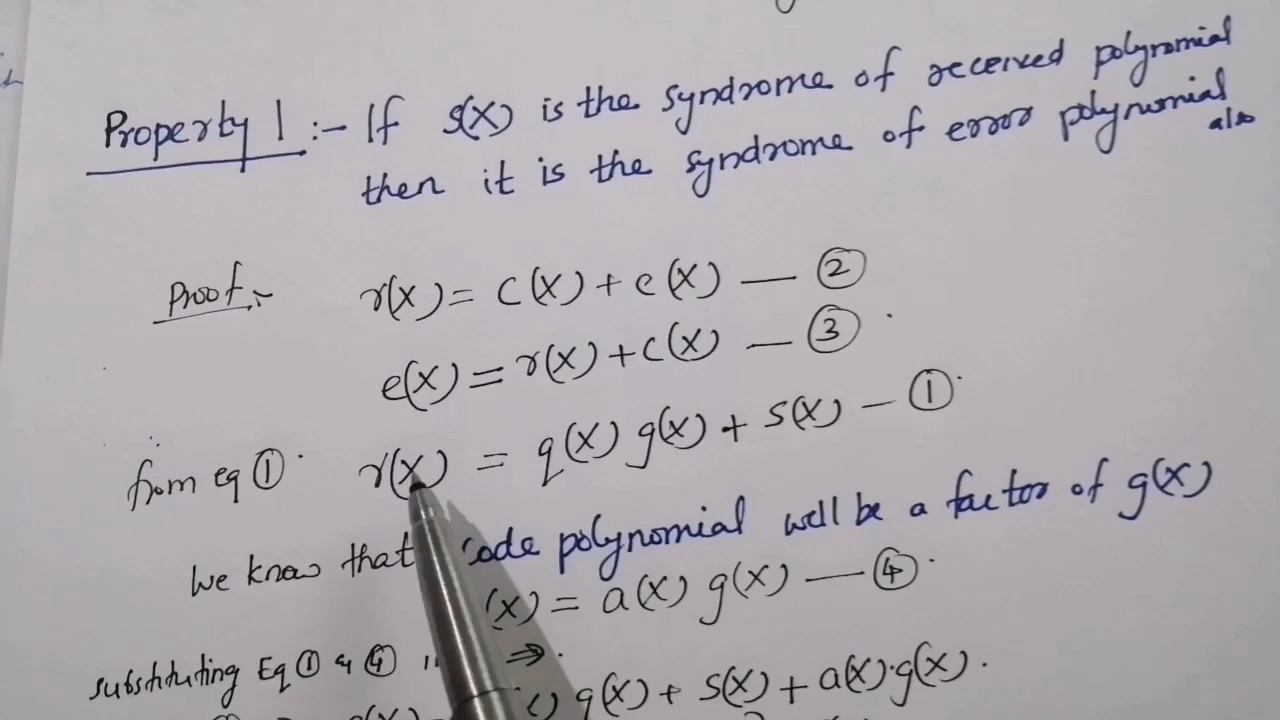 Property 1 :- If s(x) is the syndrome of received polynomial
then it is the syndrome of error polynomial
also
Proof :- r(x) = c(x) + e(x) — ②
e(x) = r(x) + c(x) — ③
from eq ① r(x) = q(x) g(x) + s(x) — ①
We know that code polynomial will be a factor of g(x)
(x) = a(x) g(x) — ④
substituting Eq ① & ④ ⇒
g(x) + s(x) + a(x).g(x).